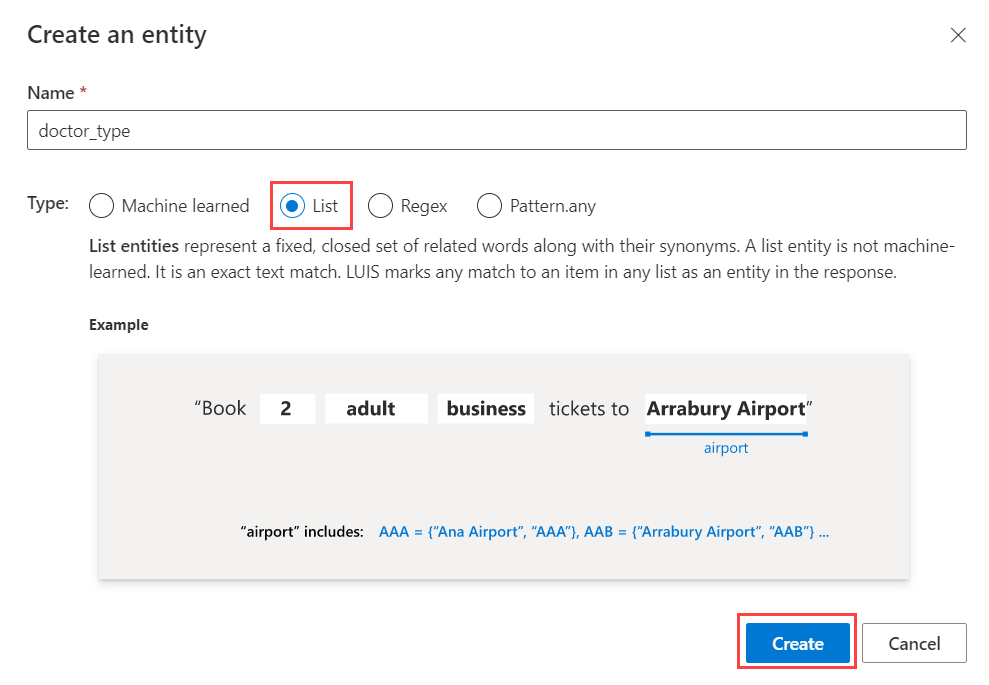 Create an entity
Name *
doctor_type
Type: Machine learned List Regex Pattern.any
List entities represent a fixed, closed set of related words along with their synonyms. A list entity is not machine-
learned. It is an exact text match. LUIS marks any match to an item in any list as an entity in the response.
Example
“Book 2 adult business tickets to Arrabury Airport”
airport
“airport” includes: AAA = {“Ana Airport”, “AAA”}, AAB = {“Arrabury Airport”, “AAB”} ...
Create Cancel